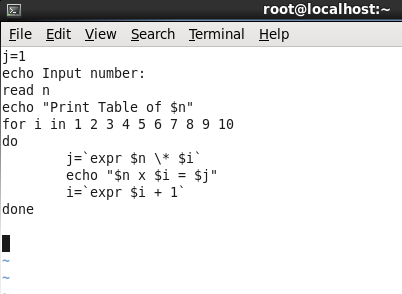 root@localhost:~
File Edit View Search Terminal Help
j=1
echo Input number:
read n
echo "Print Table of $n"
for i in 1 2 3 4 5 6 7 8 9 10
do
        j=`expr $n \* $i`
        echo "$n x $i = $j"
        i=`expr $i + 1`
done

~
~